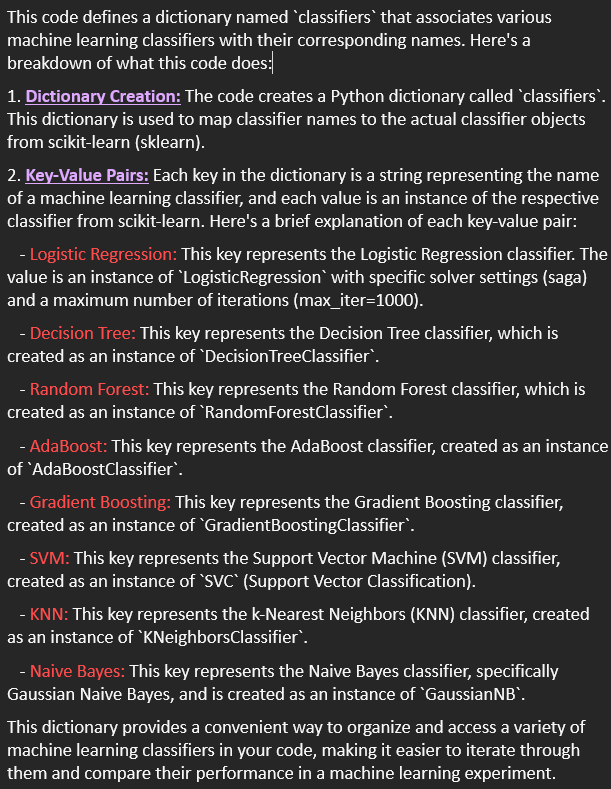 This code defines a dictionary named `classifiers` that associates various
machine learning classifiers with their corresponding names. Here's a
breakdown of what this code does:
1. Dictionary Creation: The code creates a Python dictionary called `classifiers`.
This dictionary is used to map classifier names to the actual classifier objects
from scikit-learn (sklearn).
2. Key-Value Pairs: Each key in the dictionary is a string representing the name
of a machine learning classifier, and each value is an instance of the respective
classifier from scikit-learn. Here's a brief explanation of each key-value pair:
- Logistic Regression: This key represents the Logistic Regression classifier. The
value is an instance of `LogisticRegression` with specific solver settings (saga)
and a maximum number of iterations (max_iter=1000).
- Decision Tree: This key represents the Decision Tree classifier, which is
created as an instance of `DecisionTreeClassifier`.
- Random Forest: This key represents the Random Forest classifier, which is
created as an instance of `RandomForestClassifier`.
- AdaBoost: This key represents the AdaBoost classifier, created as an instance
of `AdaBoostClassifier`.
- Gradient Boosting: This key represents the Gradient Boosting classifier,
created as an instance of `GradientBoostingClassifier`.
- SVM: This key represents the Support Vector Machine (SVM) classifier,
created as an instance of `SVC` (Support Vector Classification).
- KNN: This key represents the k-Nearest Neighbors (KNN) classifier, created
as an instance of `KNeighborsClassifier`.
- Naive Bayes: This key represents the Naive Bayes classifier, specifically
Gaussian Naive Bayes, and is created as an instance of `GaussianNB`.
This dictionary provides a convenient way to organize and access a variety of
machine learning classifiers in your code, making it easier to iterate through
them and compare their performance in a machine learning experiment.